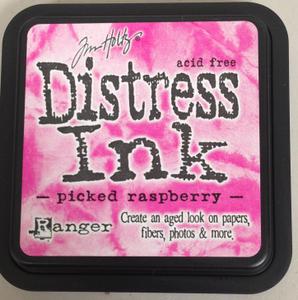 Tim Holtz
acid free
Distress
Ink
— picked raspberry —
Ranger
Create an aged look on papers,
fibers, photos & more.